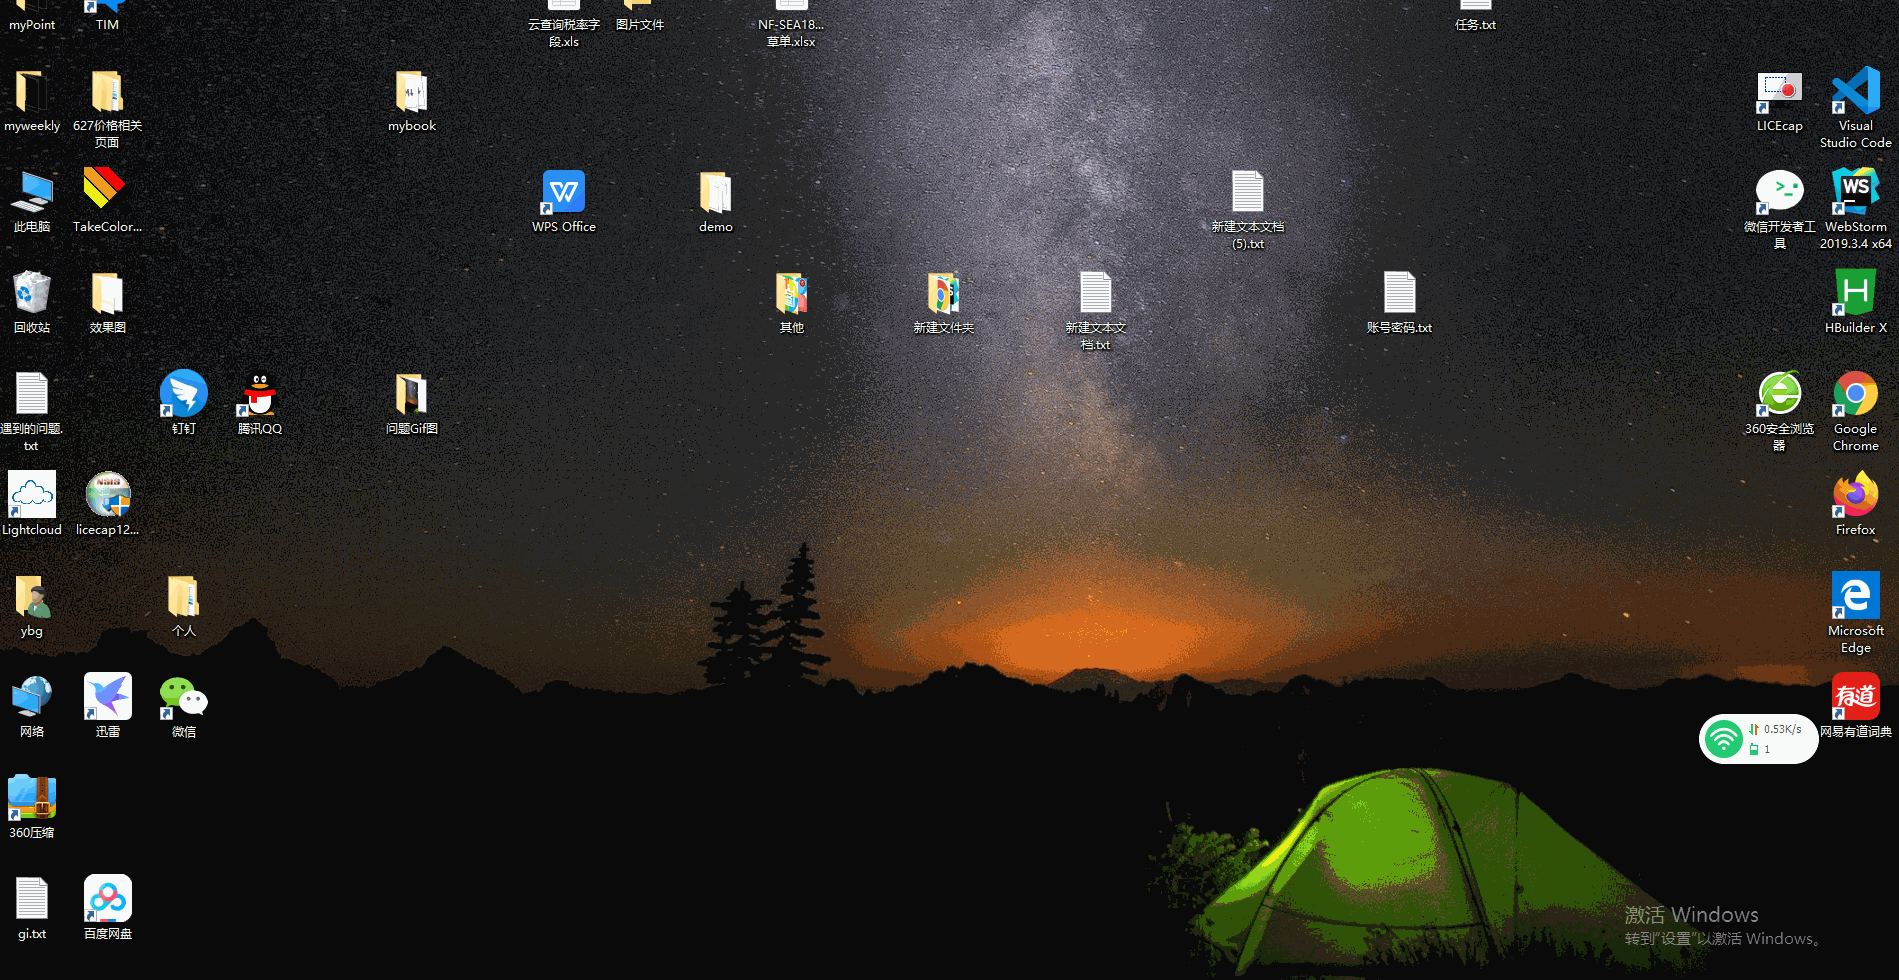 myPoint
TIM
云查询税率字
段.xls
图片文件
NF-SEA18...
草单.xlsx
任务.txt
myweekly
627价格相关
页面
mybook
LICEcap
Visual
Studio Code
此电脑
TakeColor...
WPS Office
demo
新建文本文档
(5).txt
微信开发者工
具
WebStorm
2019.3.4 x64
回收站
效果图
其他
新建文件夹
新建文本文
档.txt
账号密码.txt
HBuilder X
遇到的问题.
txt
钉钉
腾讯QQ
问题Gif图
360安全浏览
器
Google
Chrome
Lightcloud
licecap12...
Firefox
ybg
个人
Microsoft
Edge
网络
迅雷
微信
有道
网易有道词典
0.53K/s
1
360压缩
gi.txt
百度网盘
激活 Windows
转到"设置"以激活 Windows。